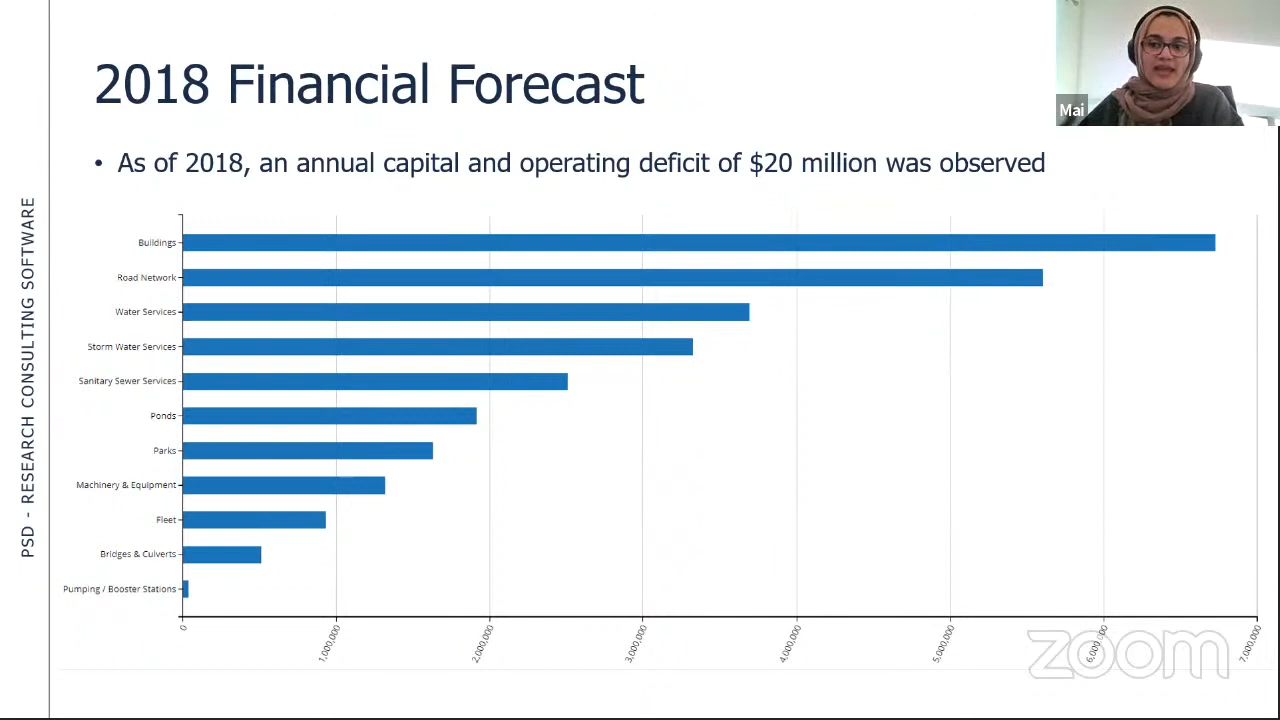 2018 Financial Forecast
Mai
• As of 2018, an annual capital and operating deficit of $20 million was observed
PSD - RESEARCH CONSULTING SOFTWARE
Buildings
Road Network
Water Services
Storm Water Services
Sanitary Sewer Services
Ponds
Parks
Machinery & Equipment
Fleet
Bridges & Culverts
Pumping / Booster Stations
0
1,000,000
2,000,000
3,000,000
4,000,000
5,000,000
6,000,000
7,000,000
zoom